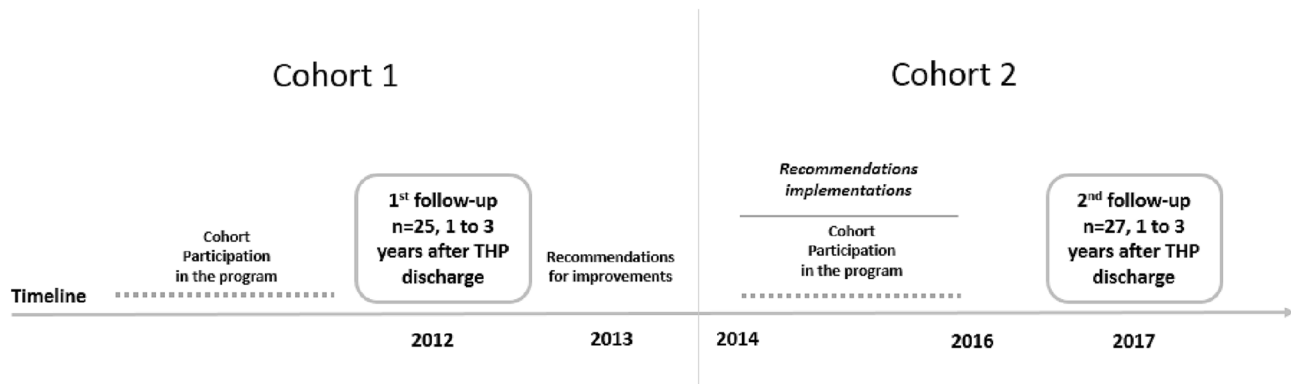 Cohort 1
Cohort 2
Cohort
Participation
in the program
1st follow-up
n=25, 1 to 3
years after THP
discharge
Recommendations
for improvements
Recommendations
implementations
Cohort
Participation
in the program
2nd follow-up
n=27, 1 to 3
years after THP
discharge
Timeline
2012
2013
2014
2016
2017